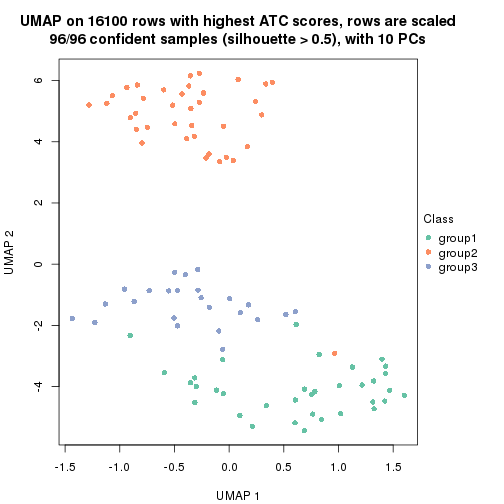 UMAP on 16100 rows with highest ATC scores, rows are scaled
96/96 confident samples (silhouette > 0.5), with 10 PCs
6
4
2
0
-2
-4
UMAP 2
-1.5 -1.0 -0.5 0.0 0.5 1.0 1.5
UMAP 1
Class
group1
group2
group3